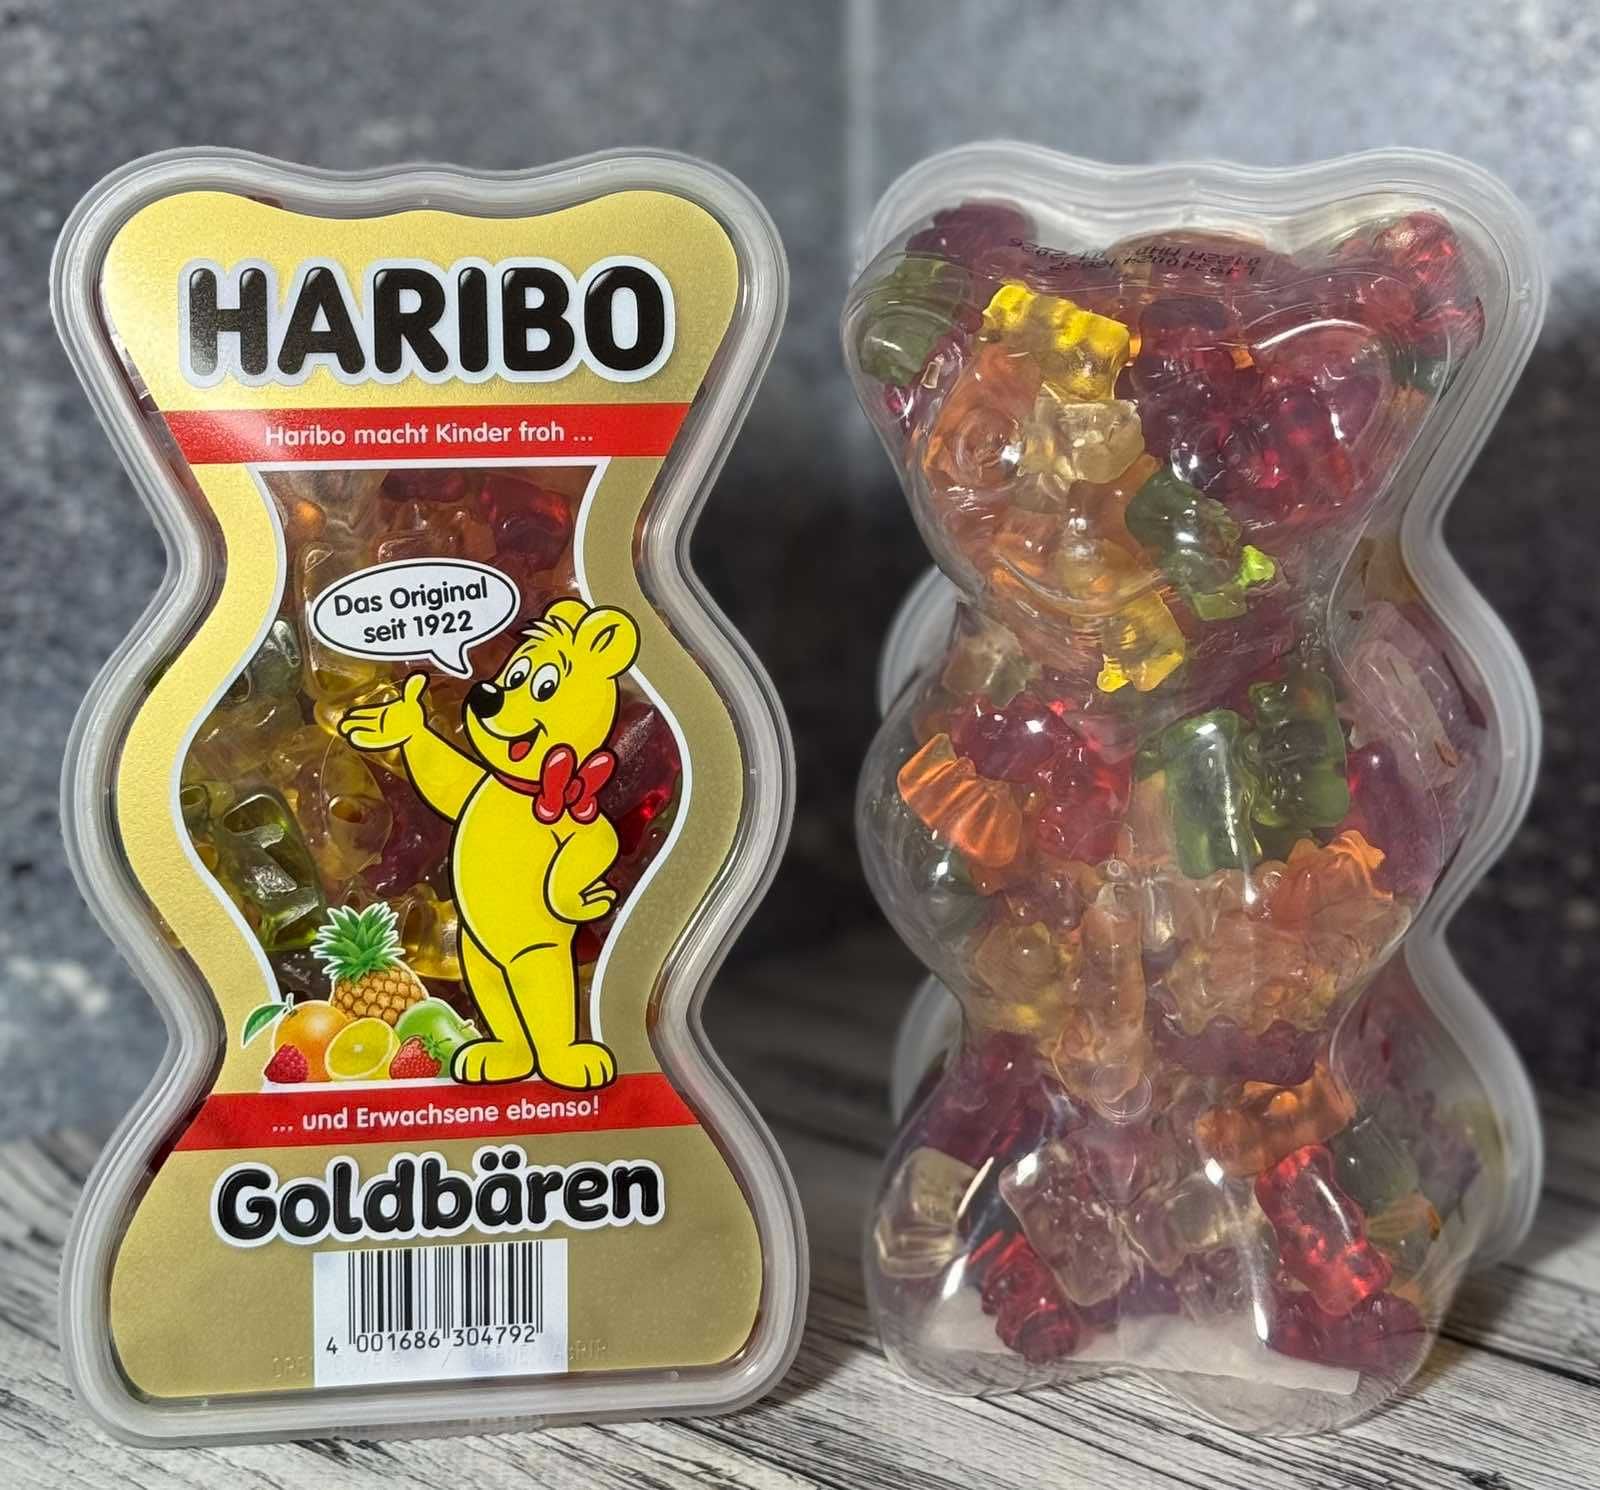 HARIBO
Haribo macht Kinder froh ...
Das Original
seit 1922
... und Erwachsene ebenso!
Goldbären
4 001686 304792